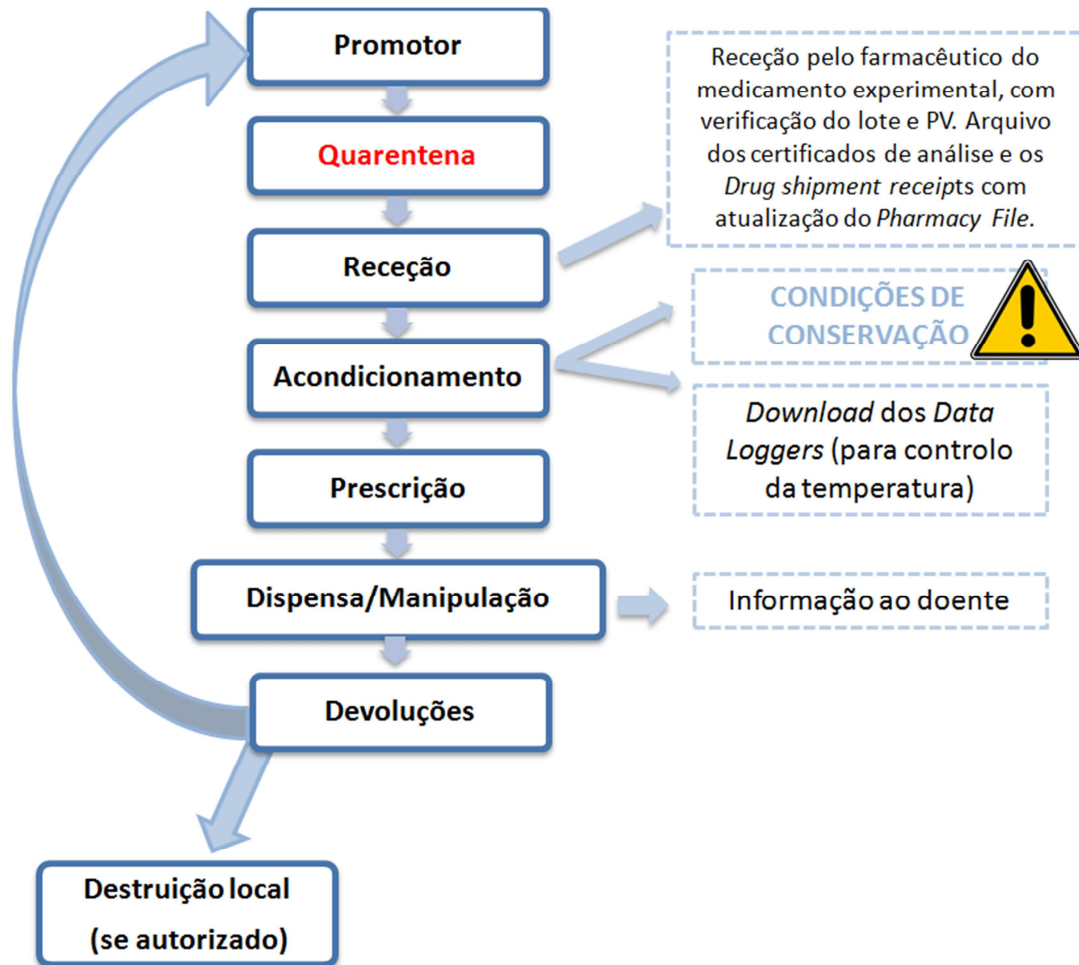 Promotor
Quarentena
Receção
Receção pelo farmacêutico do
medicamento experimental, com
verificação do lote e PV. Arquivo
dos certificados de análise e os
Drug shipment receipts com
atualização do Pharmacy File.
Acondicionamento
CONDIÇÕES DE
CONSERVAÇÃO
Download dos Data
Loggers (para controlo
da temperatura)
Prescrição
Dispensa/Manipulação
Informação ao doente
Devoluções
Destruição local
(se autorizado)